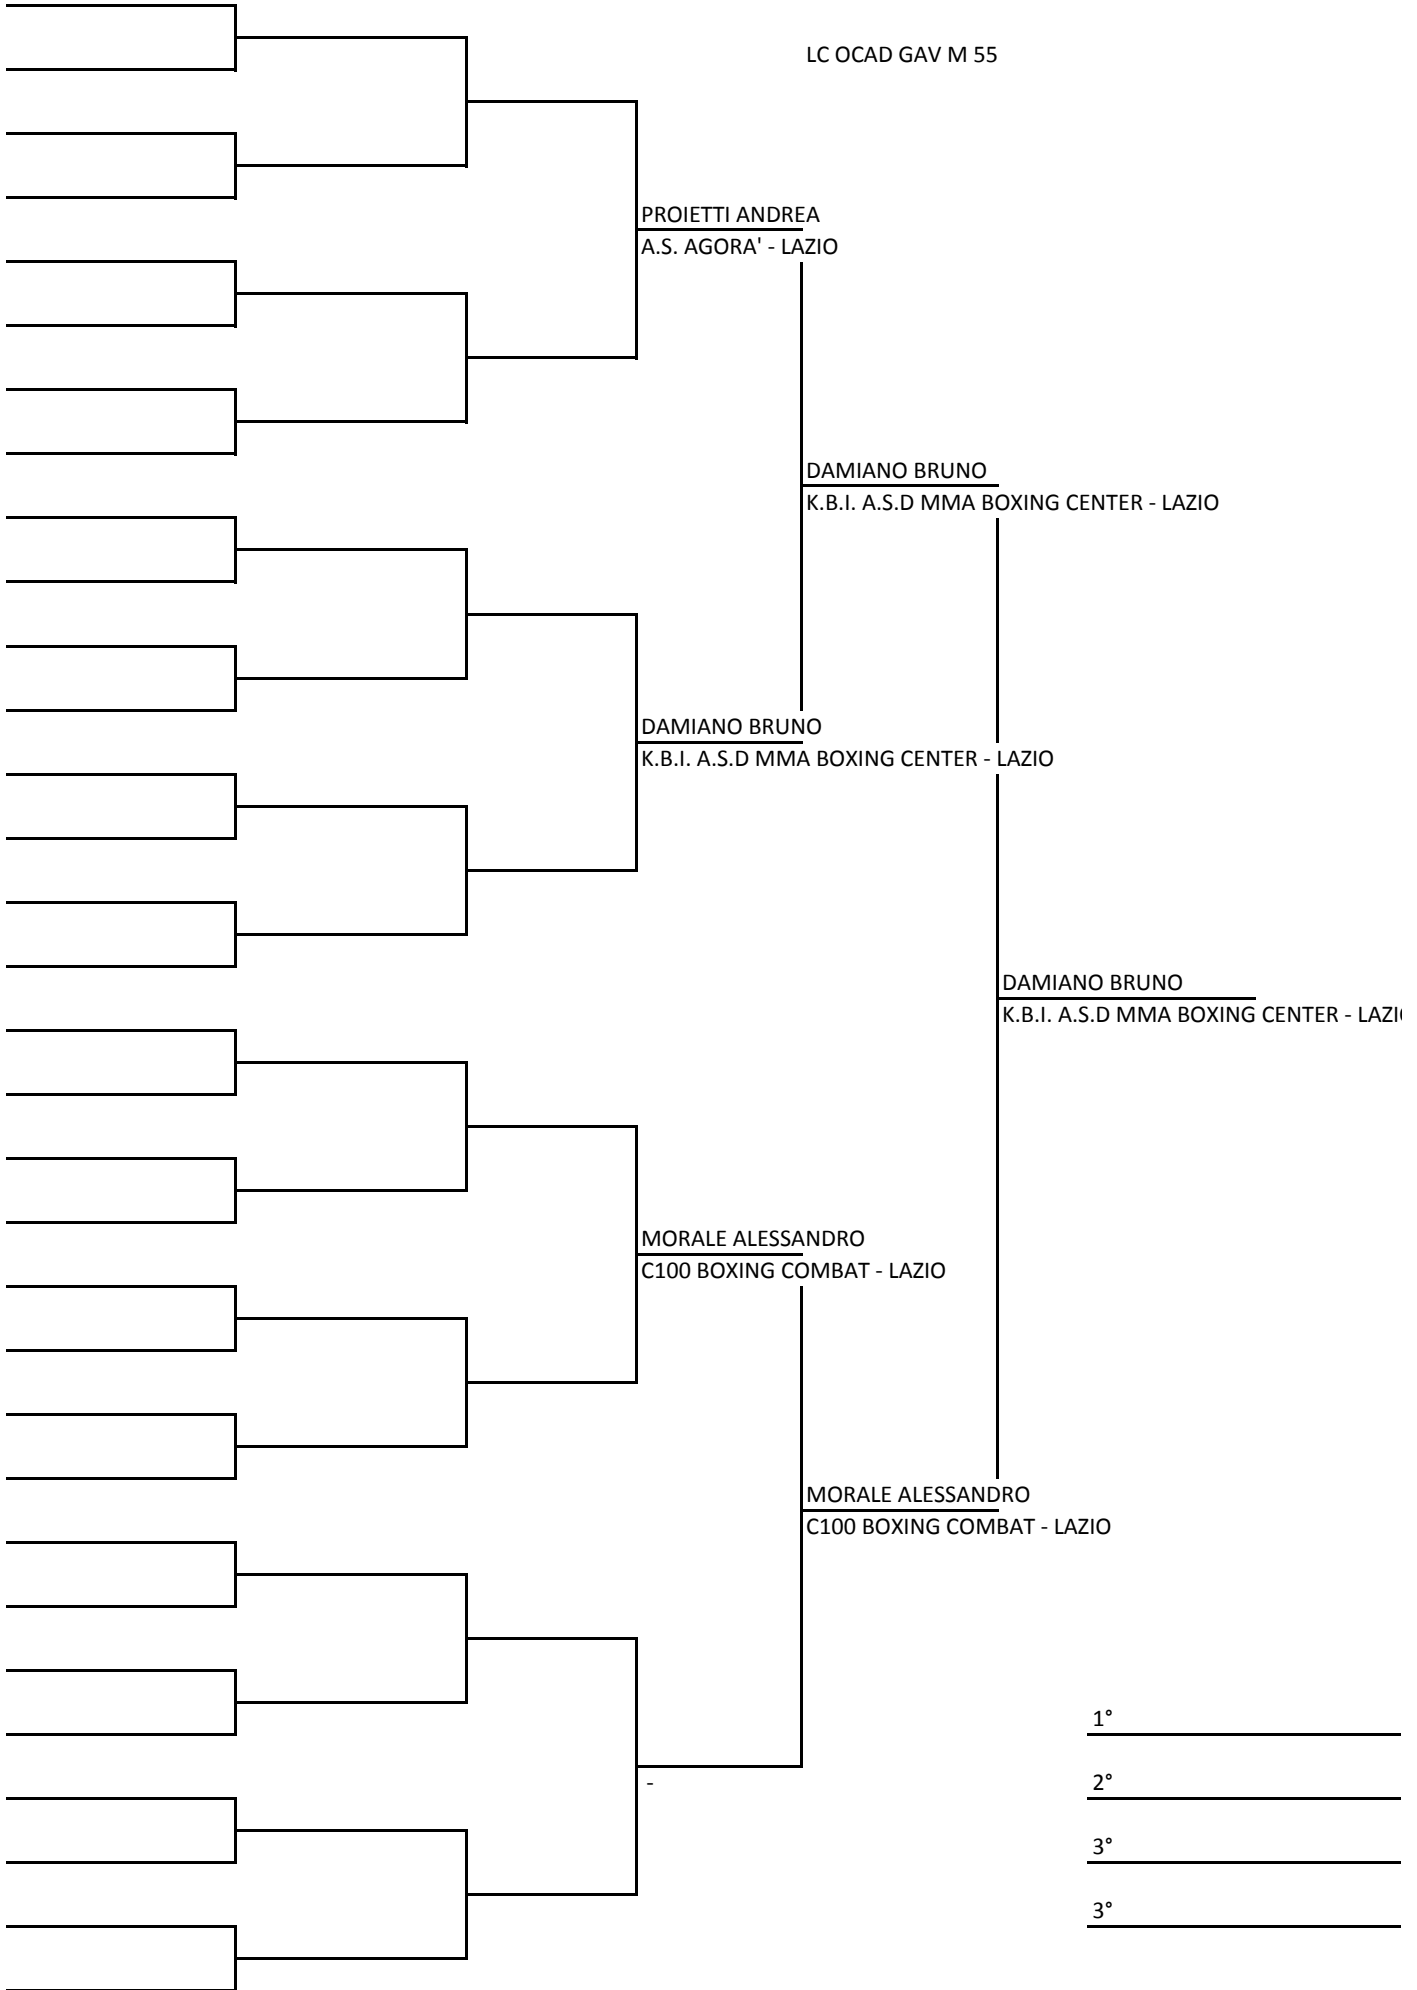 LC OCAD GAV M 55
PROIETTI ANDREA
A.S. AGORA' - LAZIO
DAMIANO BRUNO
K.B.I. A.S.D MMA BOXING CENTER - LAZIO
DAMIANO BRUNO
K.B.I. A.S.D MMA BOXING CENTER - LAZIO
DAMIANO BRUNO
K.B.I. A.S.D MMA BOXING CENTER - LAZIO
MORALE ALESSANDRO
C100 BOXING COMBAT - LAZIO
MORALE ALESSANDRO
C100 BOXING COMBAT - LAZIO
1°
-
2°
3°
3°